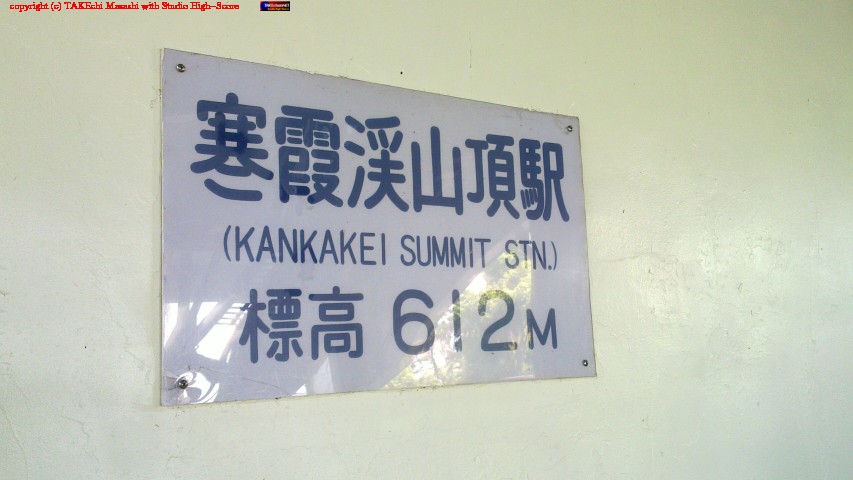 copyright (c) TAKEchi Masashi with Studio High-Score
寒霞渓山頂駅
(KANKAKEI SUMMIT STN.)
標高 612M